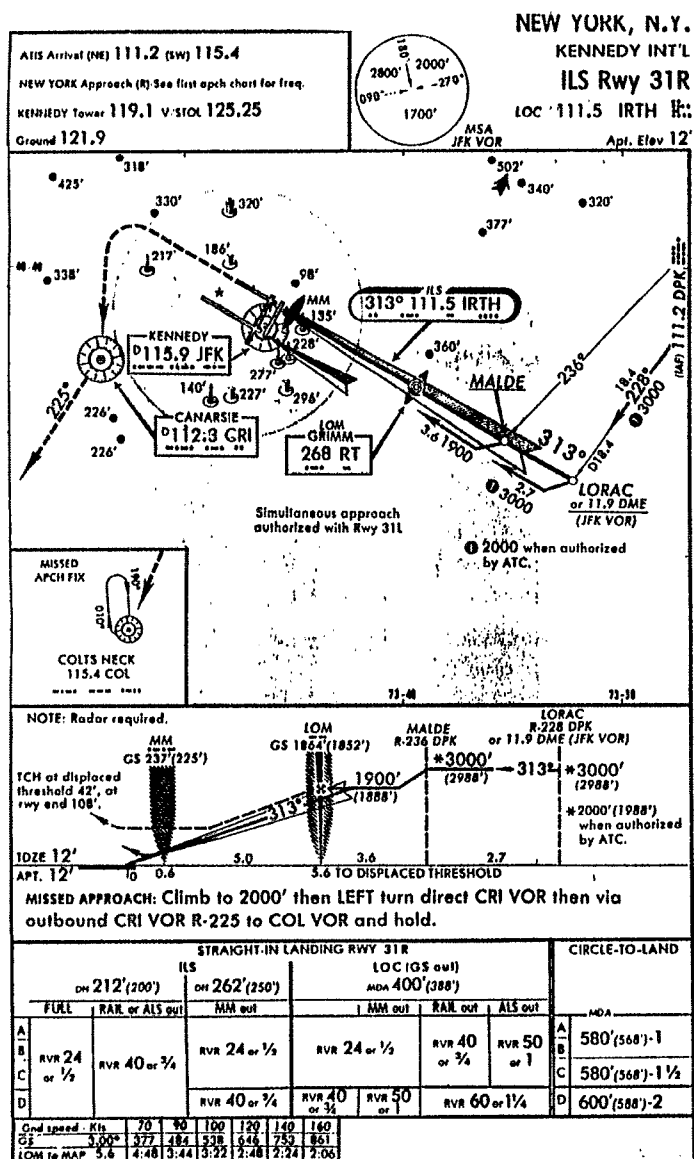 NEW YORK, N.Y.
KENNEDY INT'L
ILS Rwy 31R
LOC 111.5 IRTH
Apt. Elev 12'
ATIS Arrival (NE) 111.2 (SW) 115.4
NEW YORK Approach (R) See first apch chart for freq.
KENNEDY Tower 119.1 V/STOL 125.25
Ground 121.9
180°
2800' 2000'
090° 270°
1700'
MSA
JFK VOR
318'
425'
330'
320'
217'
186'
338'
98'
502'
340'
320'
377'
MM
135'
ILS
313° 111.5 IRTH
(IAF) 111.2 DPK
KENNEDY
D115.9 JFK
228'
277'
360'
MALDE
236°
18.4
228°
3000
D18.4
140'
227'
296'
225°
226'
226'
CANARSIE
D112.3 CRI
LOM
GRIMM
268 RT
313°
3.6 1900
2.7
3000
LORAC
or 11.9 DME
(JFK VOR)
Simultaneous approach
authorized with Rwy 31L
2000 when authorized
by ATC.
MISSED
APCH FIX
190°
010°
COLTS NECK
115.4 COL
73-40
73-30
NOTE: Radar required.
MM
GS 237'(225')
LOM
GS 1864'(1852')
MALDE
R-236 DPK
LORAC
R-228 DPK
or 11.9 DME (JFK VOR)
TCH at displaced
threshold 42', at
rwy end 108'.
313°
1900'
(1888')
*3000'
(2988')
313°
*3000'
(2988')
*2000'(1988')
when authorized
by ATC.
TDZE 12'
APT. 12'
0 0.6
5.0
3.6
2.7
5.6 TO DISPLACED THRESHOLD
MISSED APPROACH: Climb to 2000' then LEFT turn direct CRI VOR then via
outbound CRI VOR R-225 to COL VOR and hold.
STRAIGHT-IN LANDING RWY 31R
CIRCLE-TO-LAND
ILS
LOC (GS out)
DH 212'(200')
DH 262'(250')
MDA 400'(388')
FULL
RAIL or ALS out
MM out
MM out
RAIL out
ALS out
MDA
A
B
C
D
RVR 24 or ½
RVR 40 or ¾
RVR 24 or ½
RVR 24 or ½
RVR 40 or ¾
RVR 50 or 1
RVR 40 or ¾
RVR 40 or ¾
RVR 50 or 1
RVR 60 or 1¼
A
B 580'(568')-1
C 580'(568')-1½
D 600'(588')-2
Gnd speed - Kts 70 90 100 120 140 160
GS 3.00° 377 484 538 646 753 861
LOM to MAP 5.6 4:48 3:44 3:22 2:48 2:24 2:06